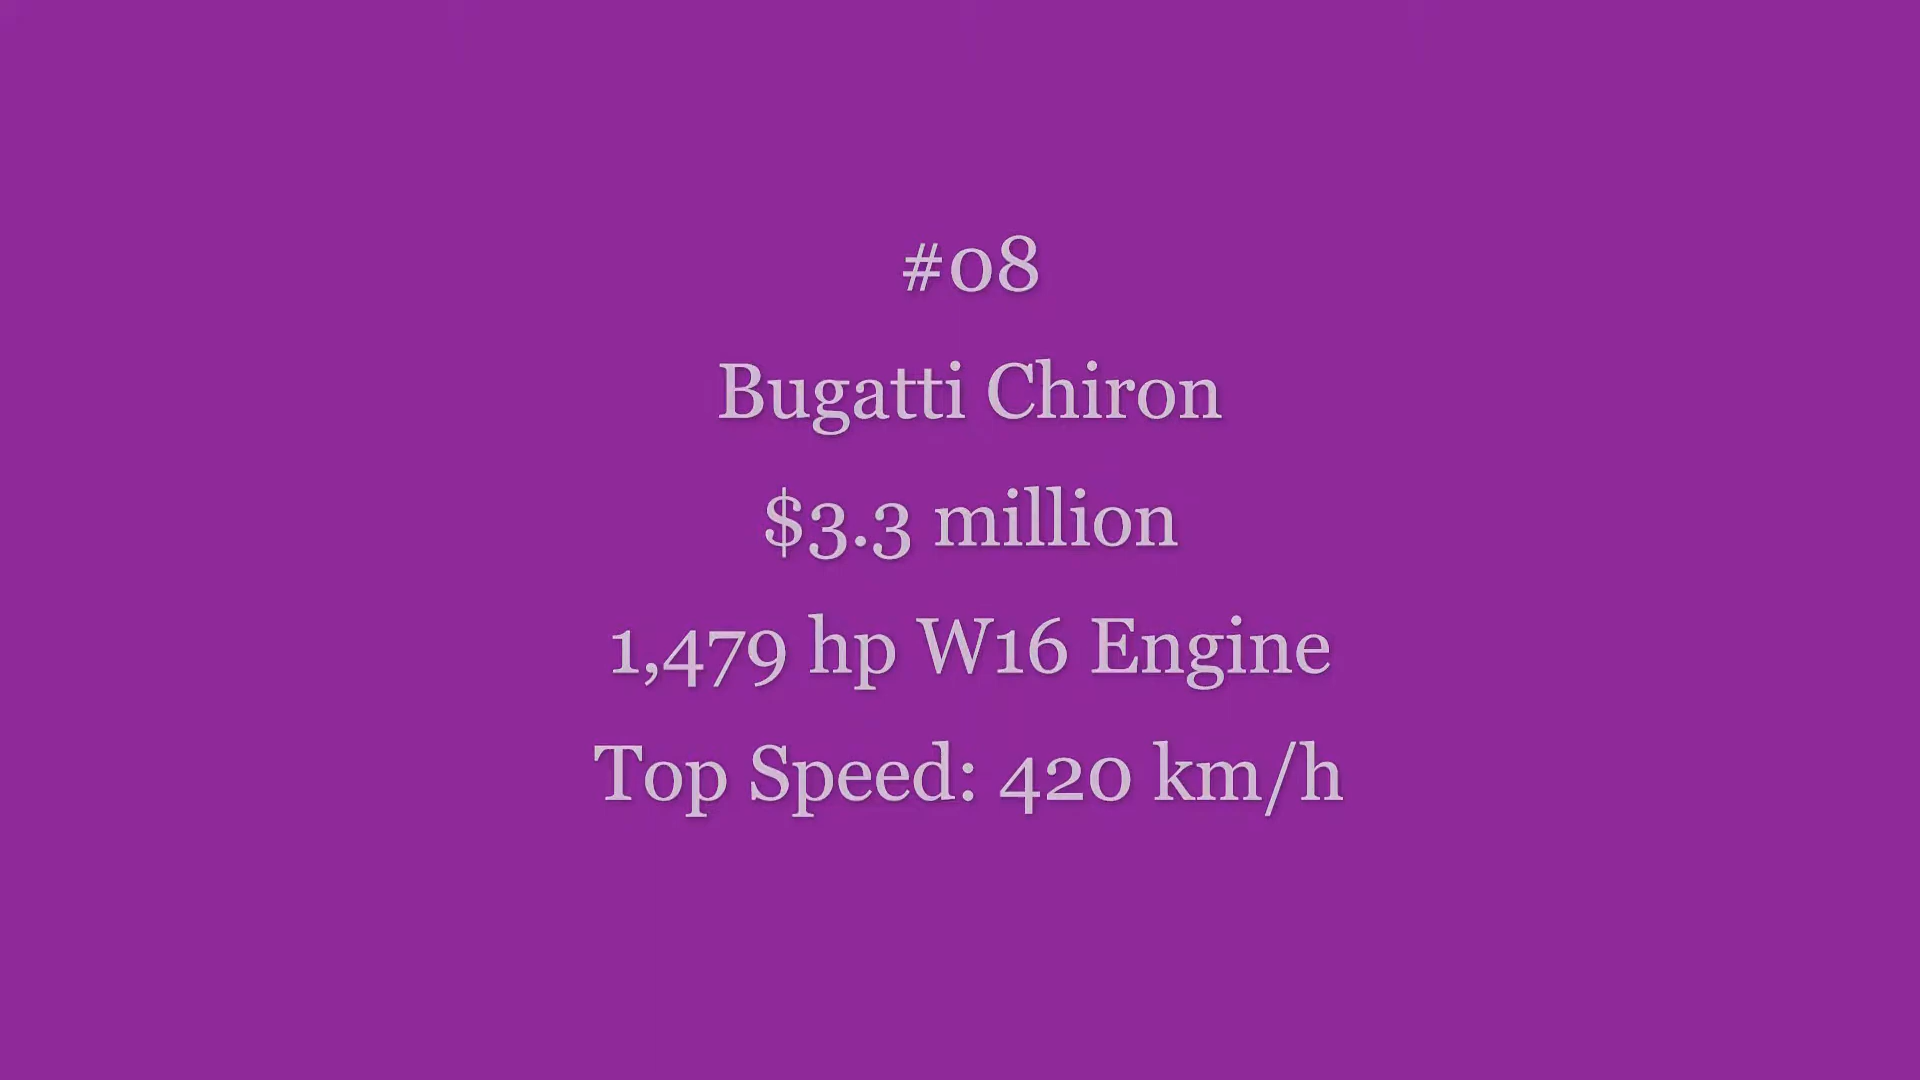 #08
Bugatti Chiron
$3.3 million
1,479 hp W16 Engine
Top Speed: 420 km/h